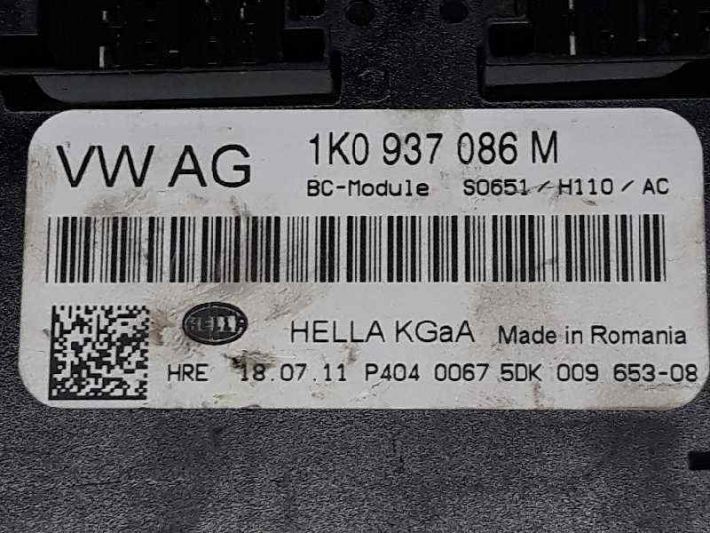 VW AG 1K0 937 086 M
BC-Module S0651/H110/AC
HELLA HELLA KGaA Made in Romania
HRE 18.07.11 P404 0067 5DK 009 653-08